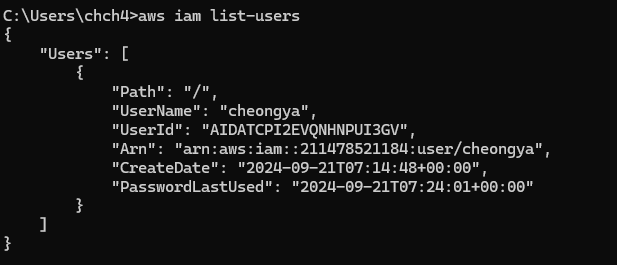 C:\Users\chch4>aws iam list-users
{
    "Users": [
        {
            "Path": "/",
            "UserName": "cheongya",
            "UserId": "AIDATCPI2EVQNHNPUI3GV",
            "Arn": "arn:aws:iam::211478521184:user/cheongya",
            "CreateDate": "2024-09-21T07:14:48+00:00",
            "PasswordLastUsed": "2024-09-21T07:24:01+00:00"
        }
    ]
}